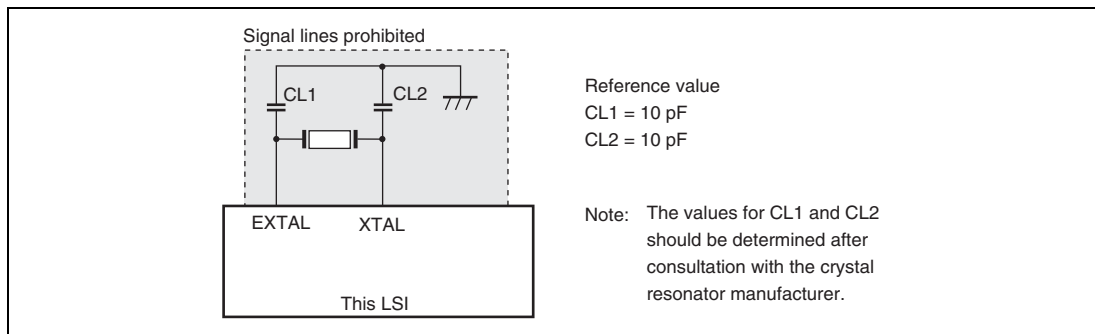 Signal lines prohibited
CL1
CL2
EXTAL
XTAL
This LSI
Reference value
CL1 = 10 pF
CL2 = 10 pF
Note: The values for CL1 and CL2
should be determined after
consultation with the crystal
resonator manufacturer.